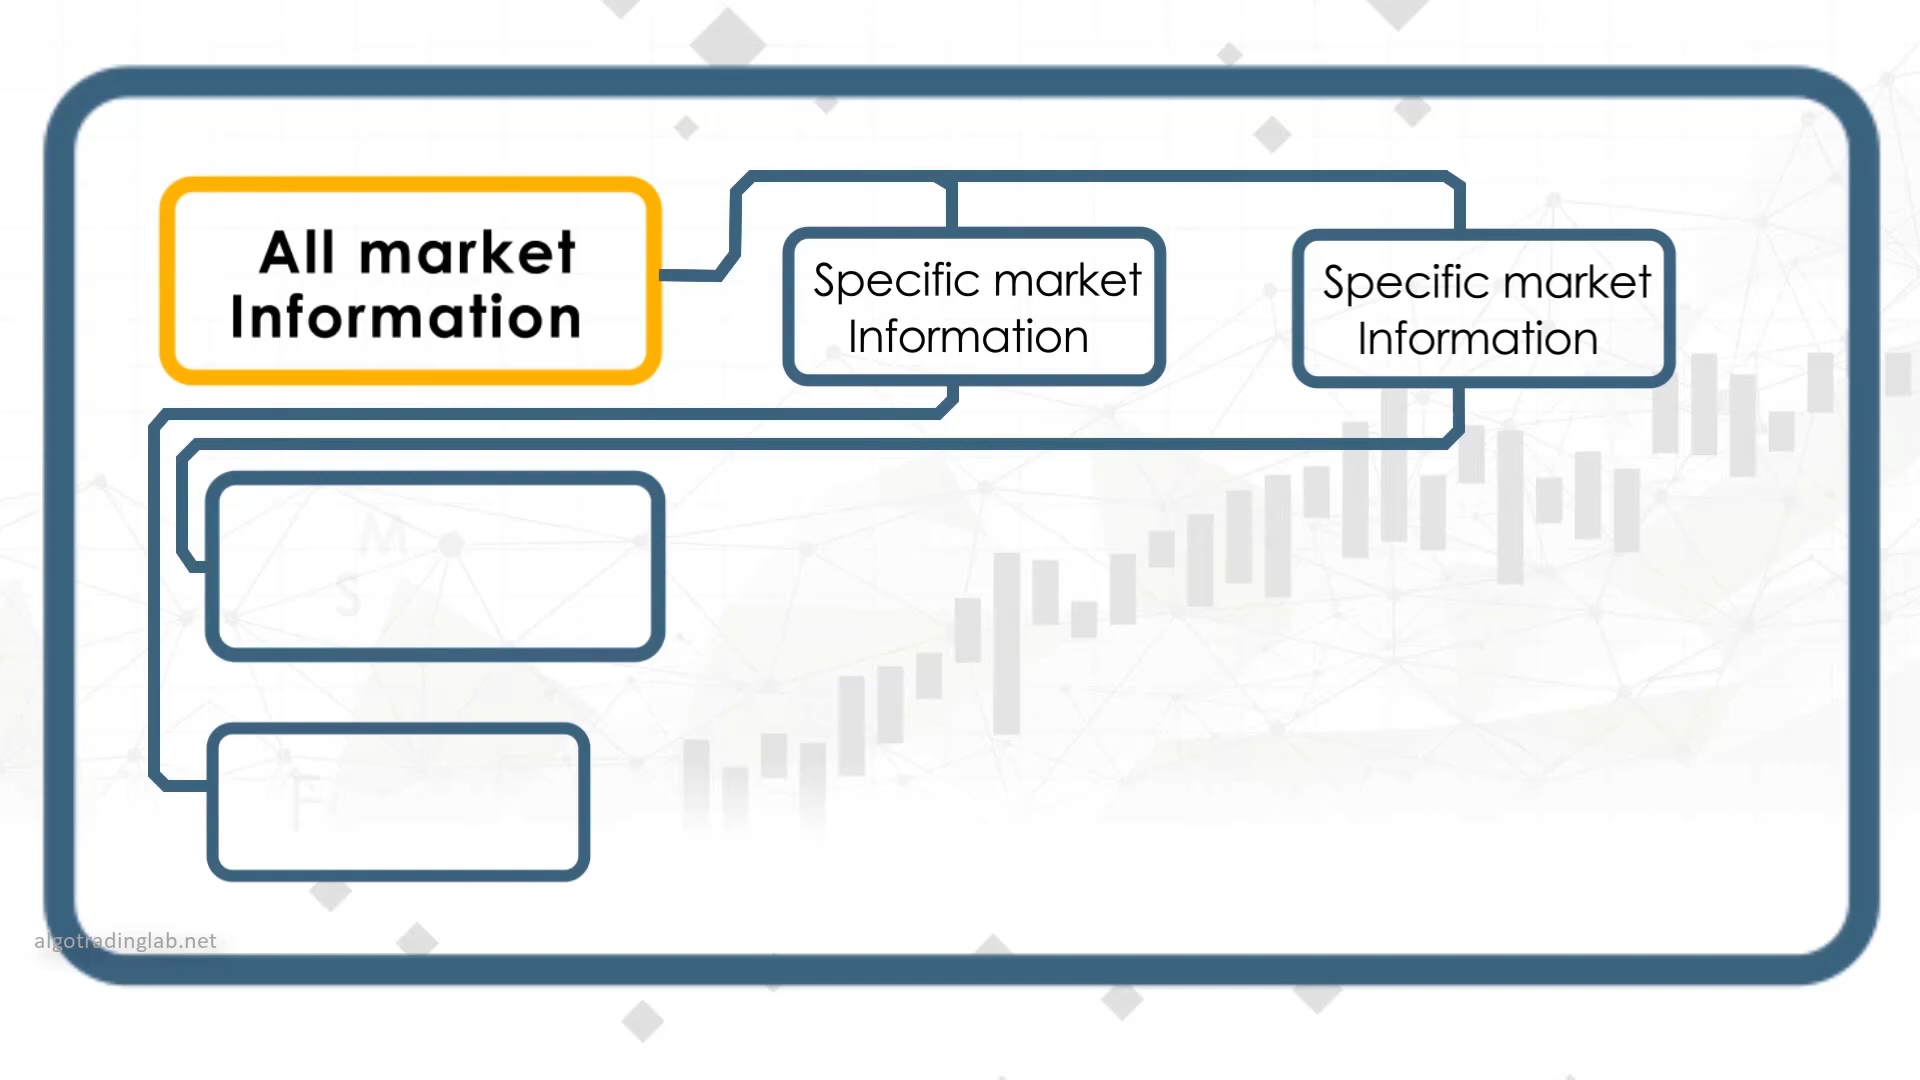 All market
Information
Specific market
Information
Specific market
Information
M
S
F
algotradinglab.net